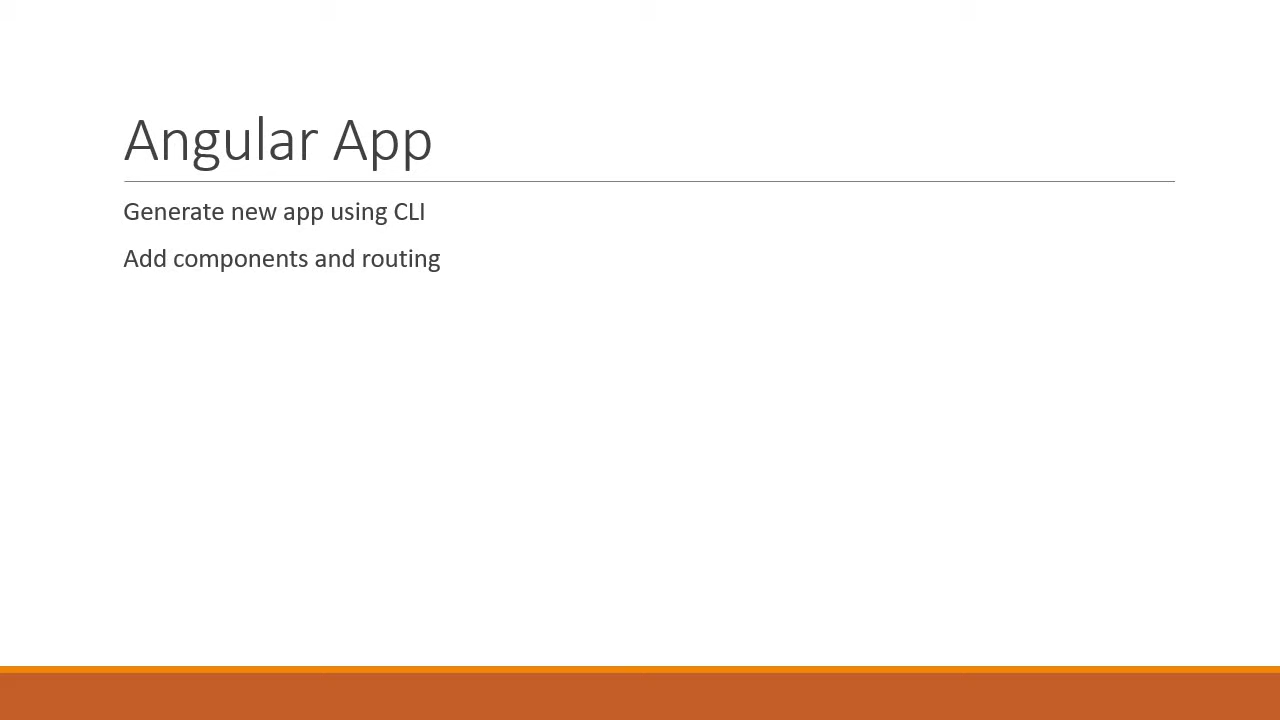 Angular App
Generate new app using CLI
Add components and routing